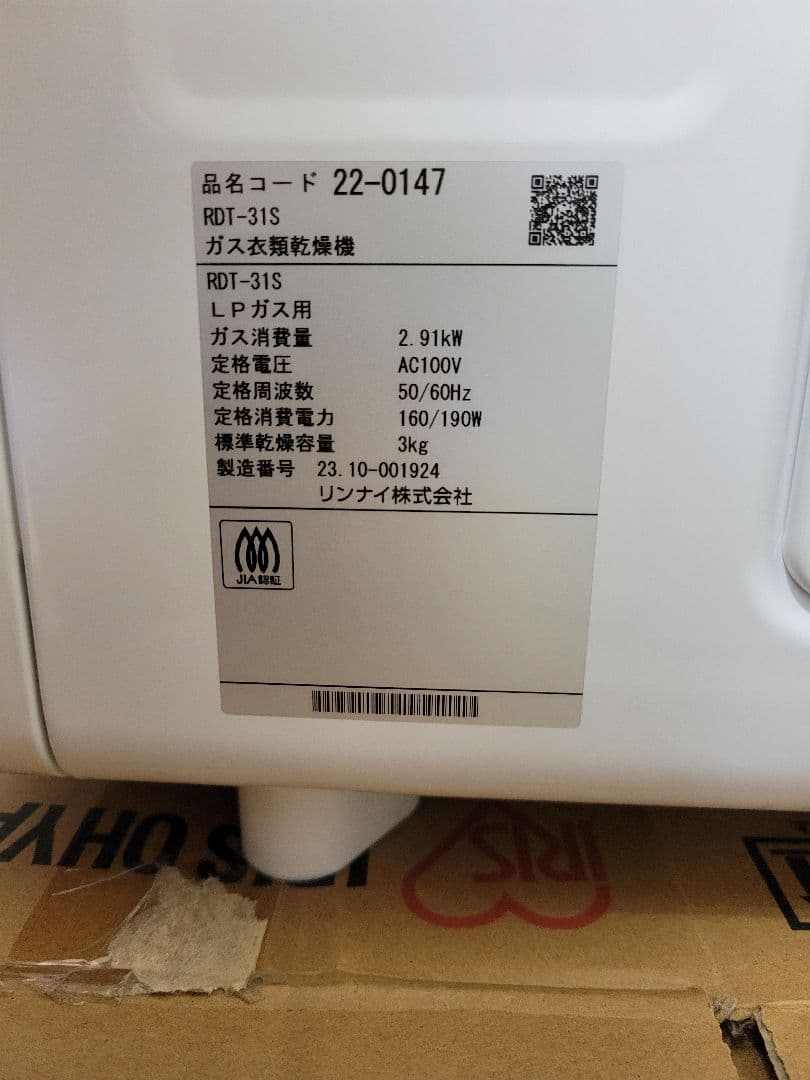 品名コード 22-0147
RDT-31S
ガス衣類乾燥機
RDT-31S
LPガス用
ガス消費量 2.91kW
定格電圧 AC100V
定格周波数 50/60Hz
定格消費電力 160/190W
標準乾燥容量 3kg
製造番号 23.10-001924
リンナイ株式会社
JIA認証
IRIS OHYA
IRIS